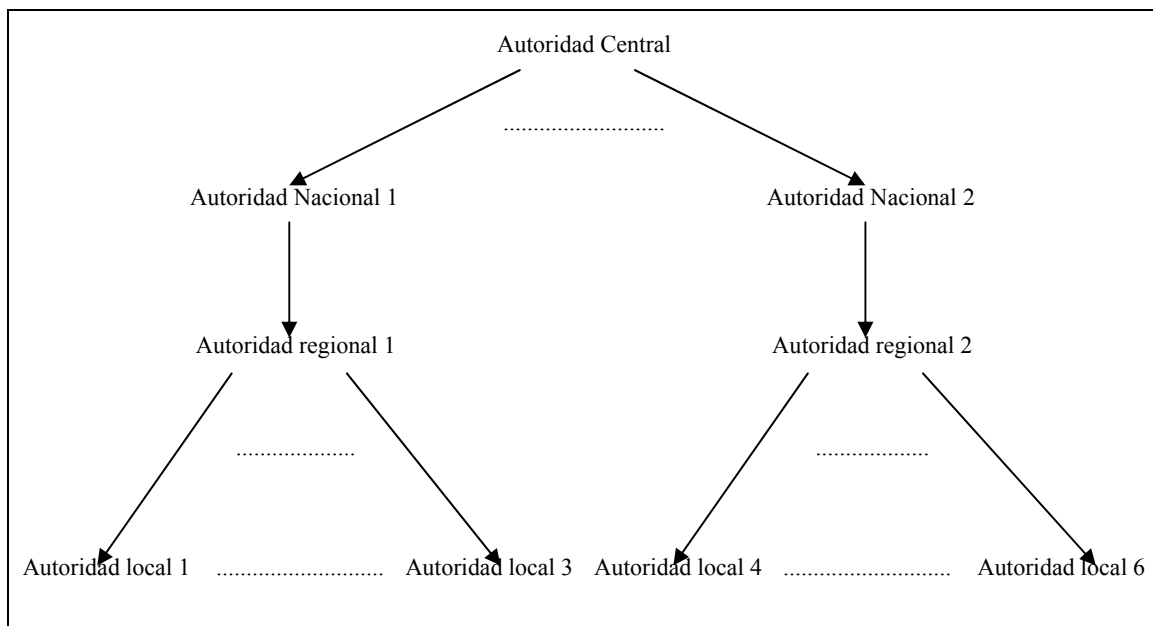 Autoridad Central
...........................
Autoridad Nacional 1 Autoridad Nacional 2
Autoridad regional 1 Autoridad regional 2
.................... ...................
Autoridad local 1 ............................ Autoridad local 3 Autoridad local 4 ............................ Autoridad local 6